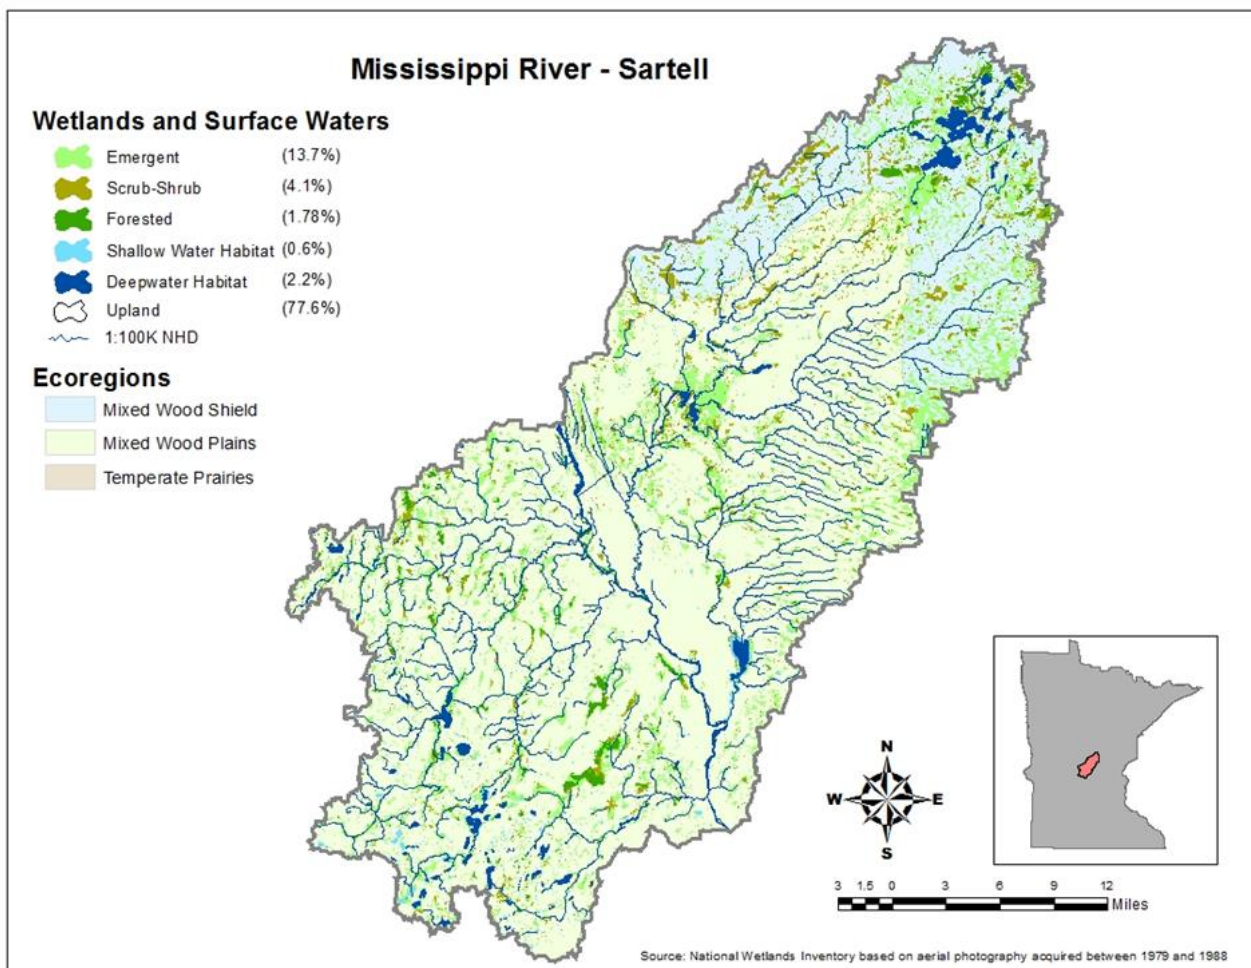 Mississippi River - Sartell
Wetlands and Surface Waters
Emergent (13.7%)
Scrub-Shrub (4.1%)
Forested (1.78%)
Shallow Water Habitat (0.6%)
Deepwater Habitat (2.2%)
Upland (77.6%)
1:100K NHD
Ecoregions
Mixed Wood Shield
Mixed Wood Plains
Temperate Prairies
N
W E
S
3 1.5 0 3 6 9 12
Miles
Source: National Wetlands Inventory based on aerial photography acquired between 1979 and 1988